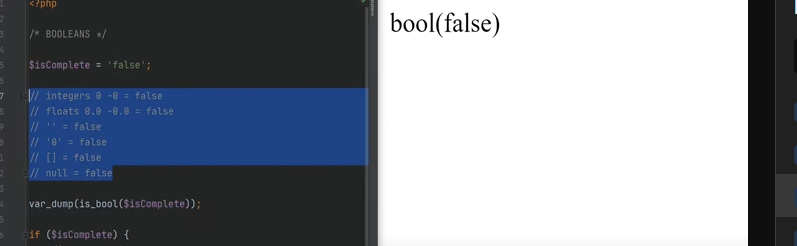 <?php
/* BOOLEANS */
$isComplete = 'false';
// integers 0 -0 = false
// floats 0.0 -0.0 = false
// '' = false
// '0' = false
// [] = false
// null = false
var_dump(is_bool($isComplete));
if ($isComplete) {
bool(false)